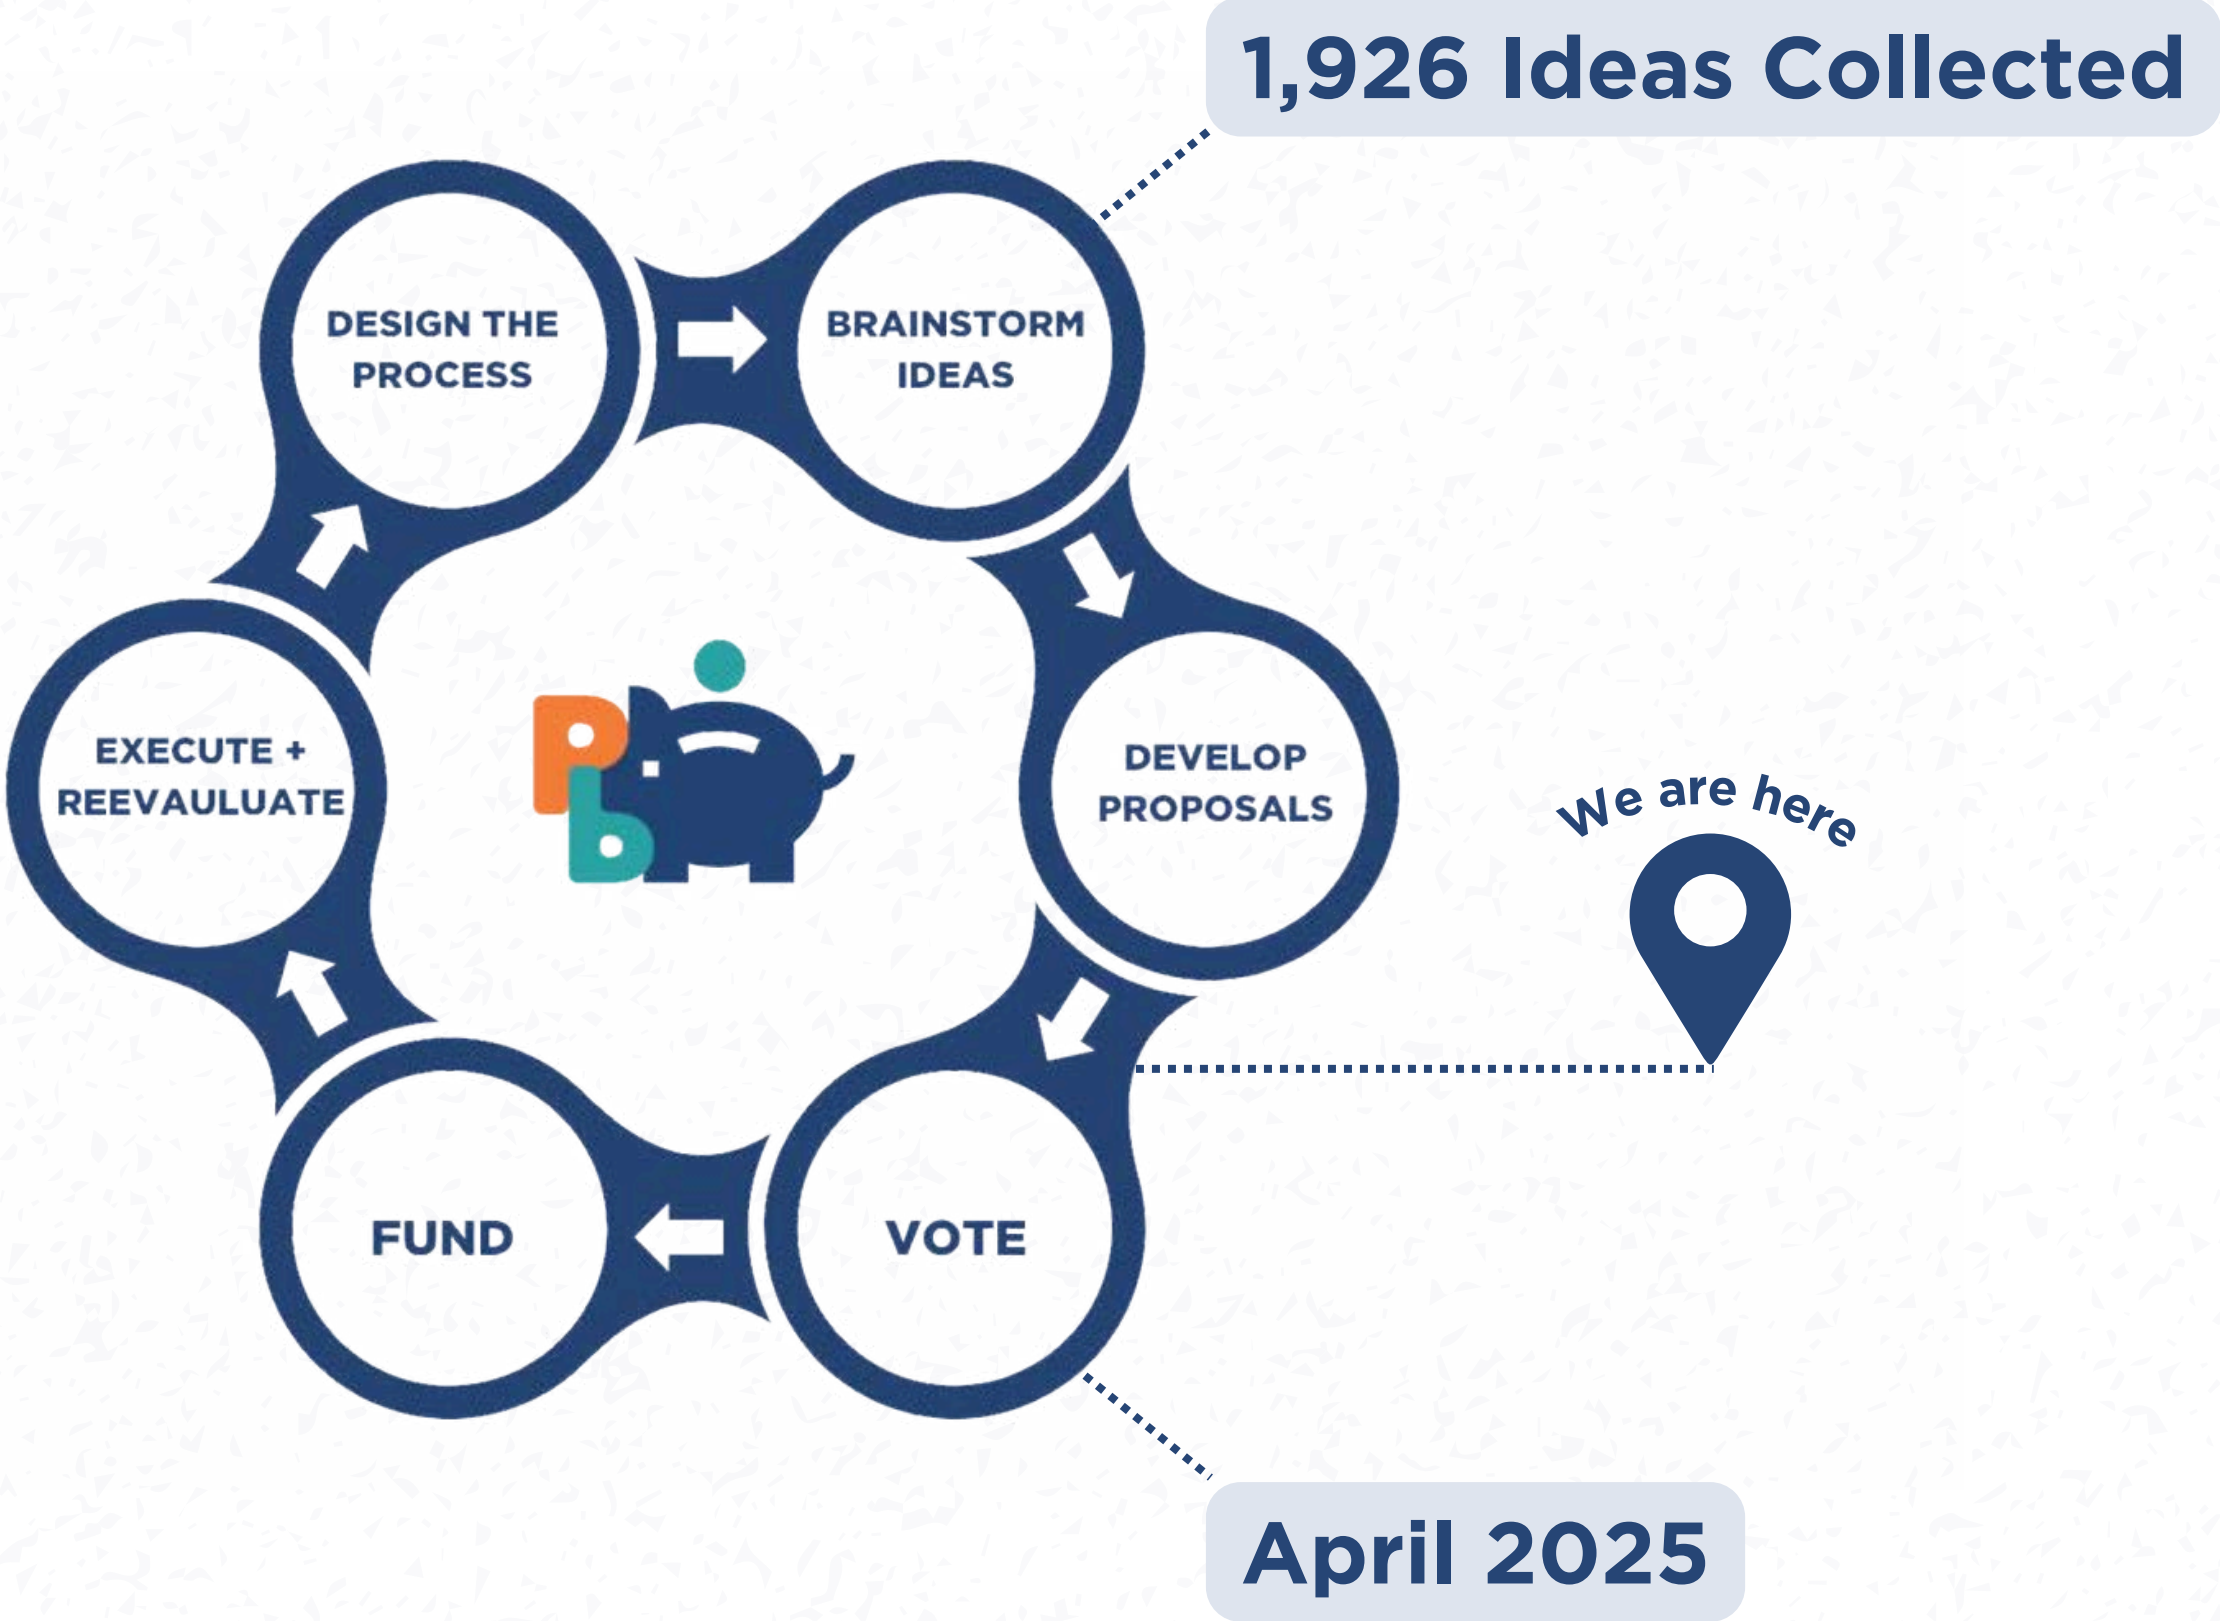 1,926 Ideas Collected
DESIGN THE
PROCESS
BRAINSTORM
IDEAS
EXECUTE +
REEVAULUATE
Pb
DEVELOP
PROPOSALS
We are here
FUND
VOTE
April 2025